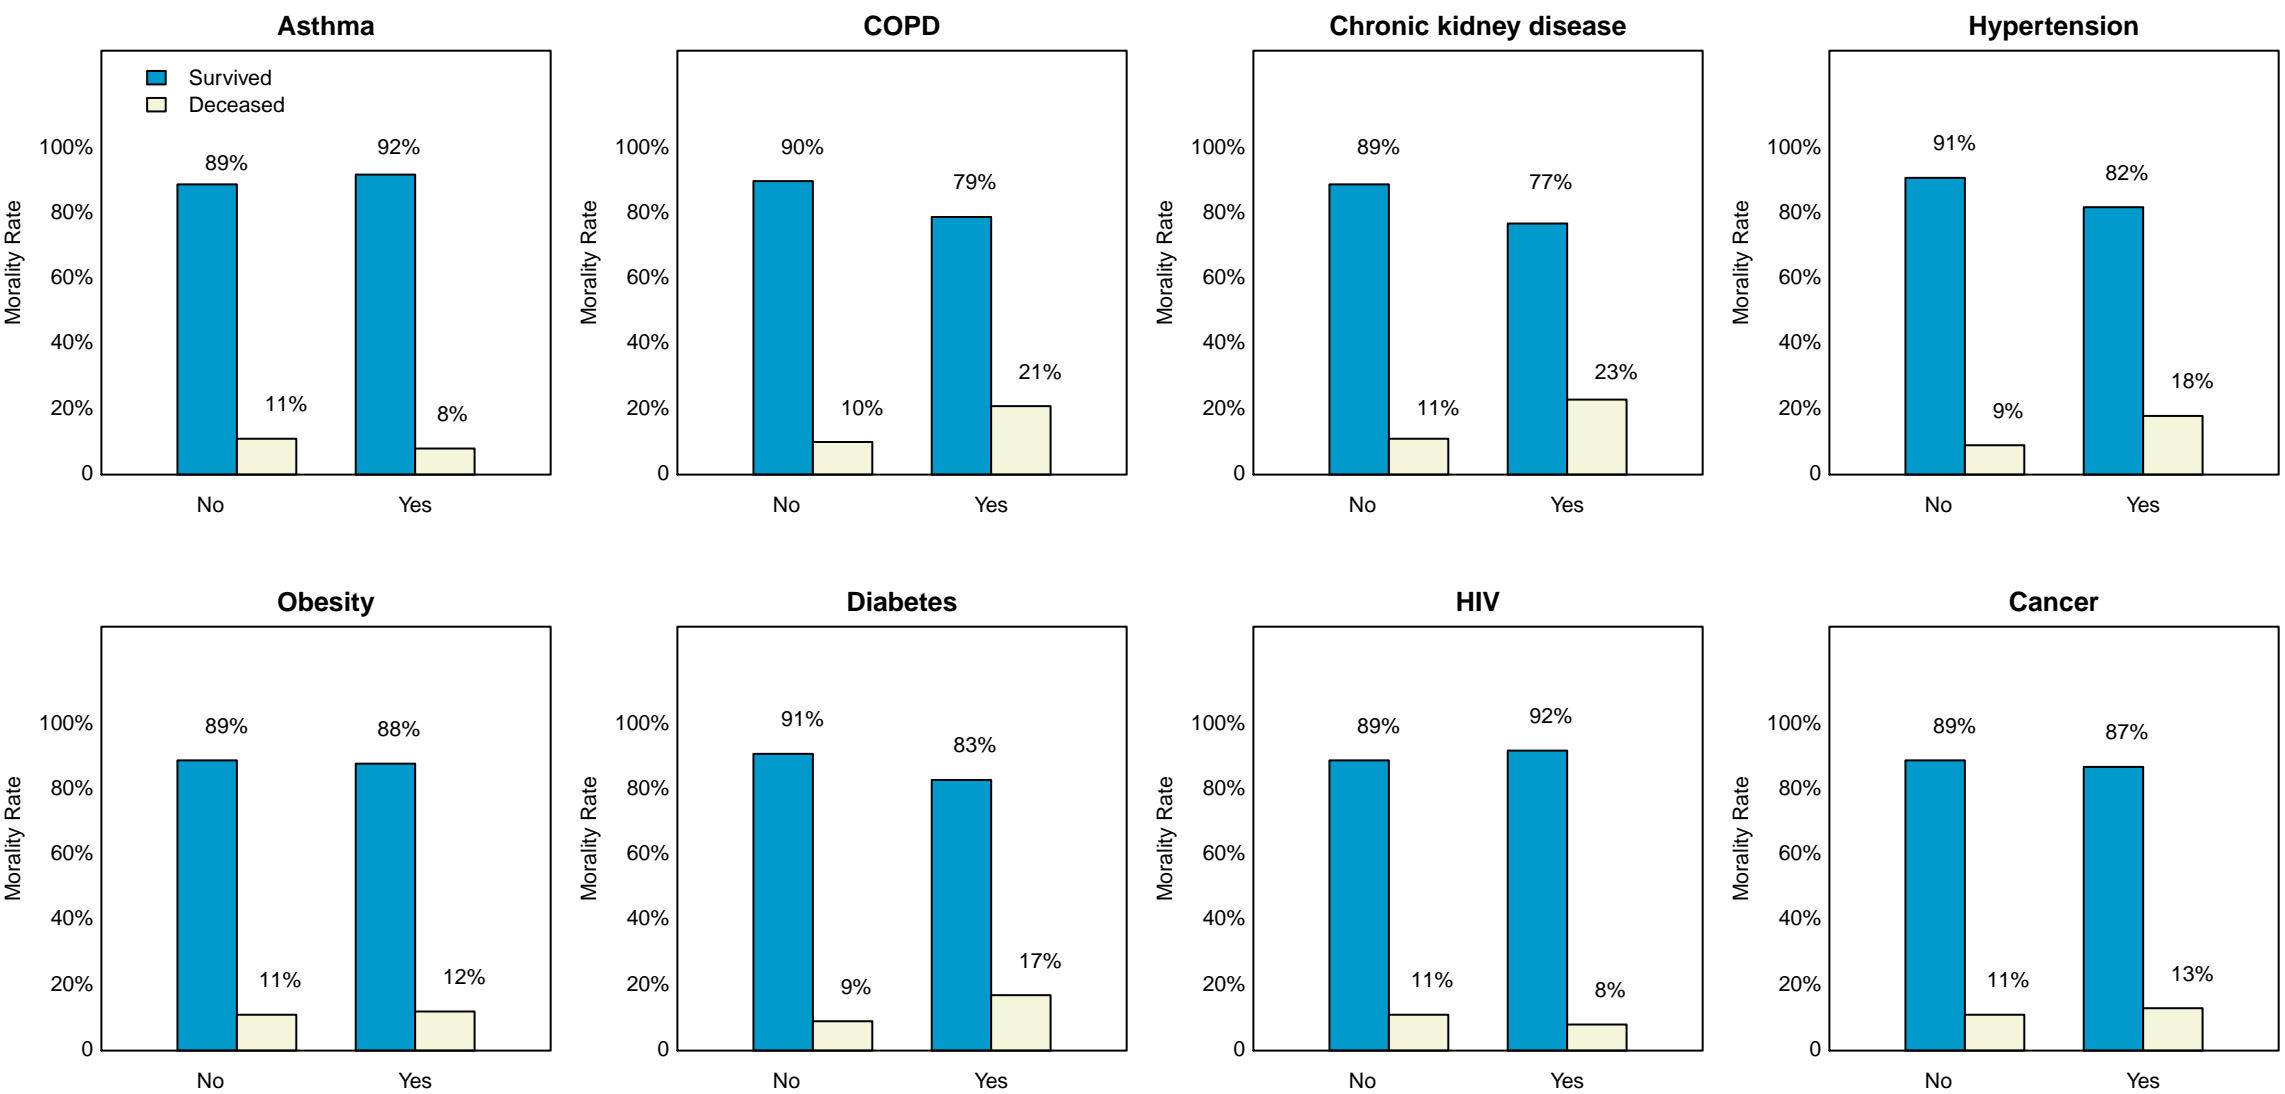 Asthma
Survived
Deceased
Morality Rate
100%
80%
60%
40%
20%
0
89%
11%
92%
8%
No
Yes
COPD
Morality Rate
100%
80%
60%
40%
20%
0
90%
10%
79%
21%
No
Yes
Chronic kidney disease
Morality Rate
100%
80%
60%
40%
20%
0
89%
11%
77%
23%
No
Yes
Hypertension
Morality Rate
100%
80%
60%
40%
20%
0
91%
9%
82%
18%
No
Yes
Obesity
Morality Rate
100%
80%
60%
40%
20%
0
89%
11%
88%
12%
No
Yes
Diabetes
Morality Rate
100%
80%
60%
40%
20%
0
91%
9%
83%
17%
No
Yes
HIV
Morality Rate
100%
80%
60%
40%
20%
0
89%
11%
92%
8%
No
Yes
Cancer
Morality Rate
100%
80%
60%
40%
20%
0
89%
11%
87%
13%
No
Yes